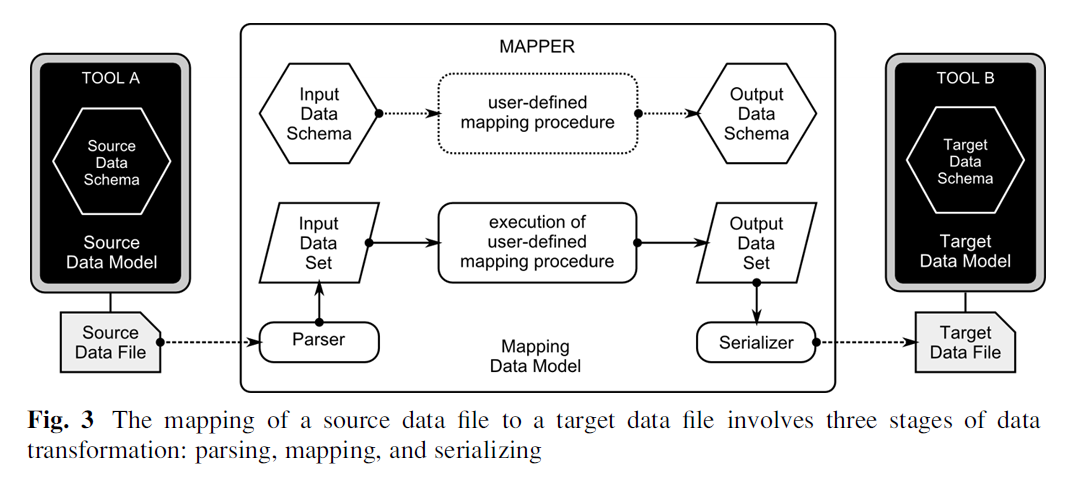 MAPPER
TOOL A
Source
Data
Schema
Source
Data Model
Source
Data File
Input
Data
Schema
user-defined
mapping procedure
Output
Data
Schema
Input
Data
Set
execution of
user-defined
mapping procedure
Output
Data
Set
Parser
Mapping
Data Model
Serializer
TOOL B
Target
Data
Schema
Target
Data Model
Target
Data File
Fig. 3 The mapping of a source data file to a target data file involves three stages of data
transformation: parsing, mapping, and serializing